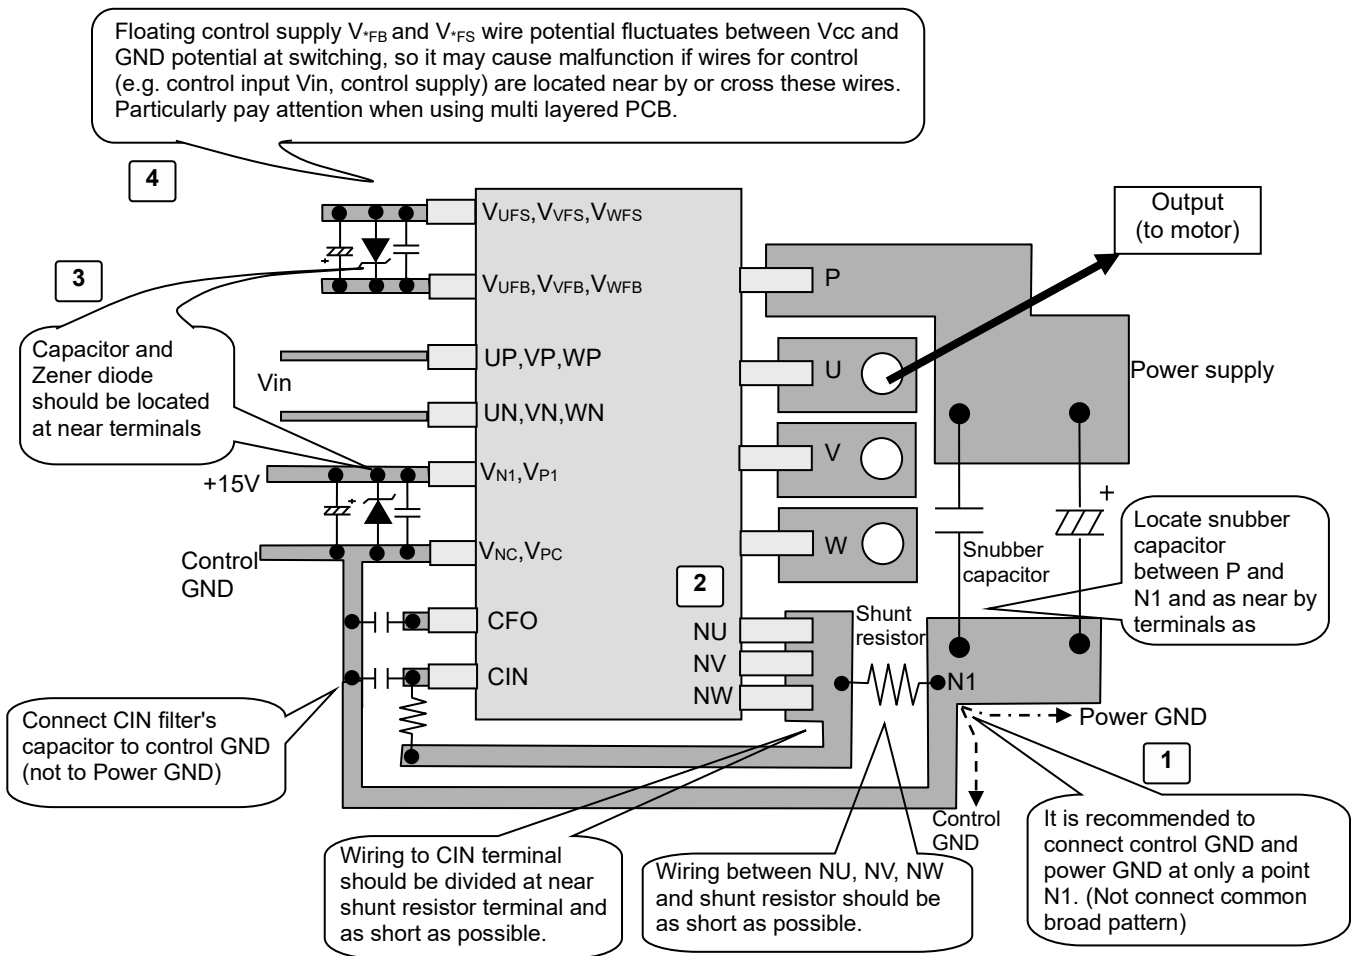 Floating control supply V*FB and V*FS wire potential fluctuates between Vcc and
GND potential at switching, so it may cause malfunction if wires for control
(e.g. control input Vin, control supply) are located near by or cross these wires.
Particularly pay attention when using multi layered PCB.
4
VUFS,VVFS,VWFS
Output
(to motor)
3
VUFB,VVFB,VWFB
P
Capacitor and
Zener diode
should be located
at near terminals
Vin
UP,VP,WP
UN,VN,WN
U
Power supply
V
+15V
VN1,VP1
+
+
+
Control
GND
VNC,VPC
W
Snubber
capacitor
Locate snubber
capacitor
between P and
N1 and as near by
terminals as
2
CFO
CIN
NU
NV
NW
Shunt
resistor
N1
Connect CIN filter's
capacitor to control GND
(not to Power GND)
Power GND
1
Control
GND
Wiring to CIN terminal
should be divided at near
shunt resistor terminal and
as short as possible.
Wiring between NU, NV, NW
and shunt resistor should be
as short as possible.
It is recommended to
connect control GND and
power GND at only a point
N1. (Not connect common
broad pattern)